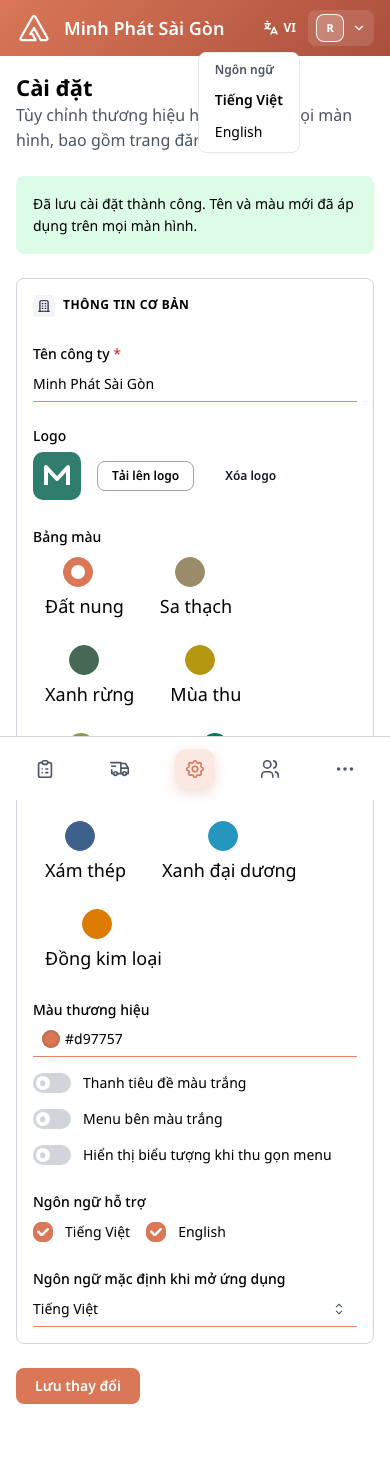 Minh Phát Sài Gòn
VI
R
Ngôn ngữ
Tiếng Việt
English
Cài đặt
Tùy chỉnh thương hiệu
màn
hình, bao gồm trang
Đã lưu cài đặt thành công. Tên và màu mới đã áp
dụng trên mọi màn hình.
THÔNG TIN CƠ BẢN
Tên công ty *
Minh Phát Sài Gòn
Logo
M
Tải lên logo
Xóa logo
Bảng màu
Đất nung
Sa thạch
Xanh rừng
Mùa thu
Xám thép
Xanh đại dương
Đồng kim loại
Màu thương hiệu
#d97757
Thanh tiêu đề màu trắng
Menu bên màu trắng
Hiển thị biểu tượng khi thu gọn menu
Ngôn ngữ hỗ trợ
Tiếng Việt
English
Ngôn ngữ mặc định khi mở ứng dụng
Tiếng Việt
Lưu thay đổi